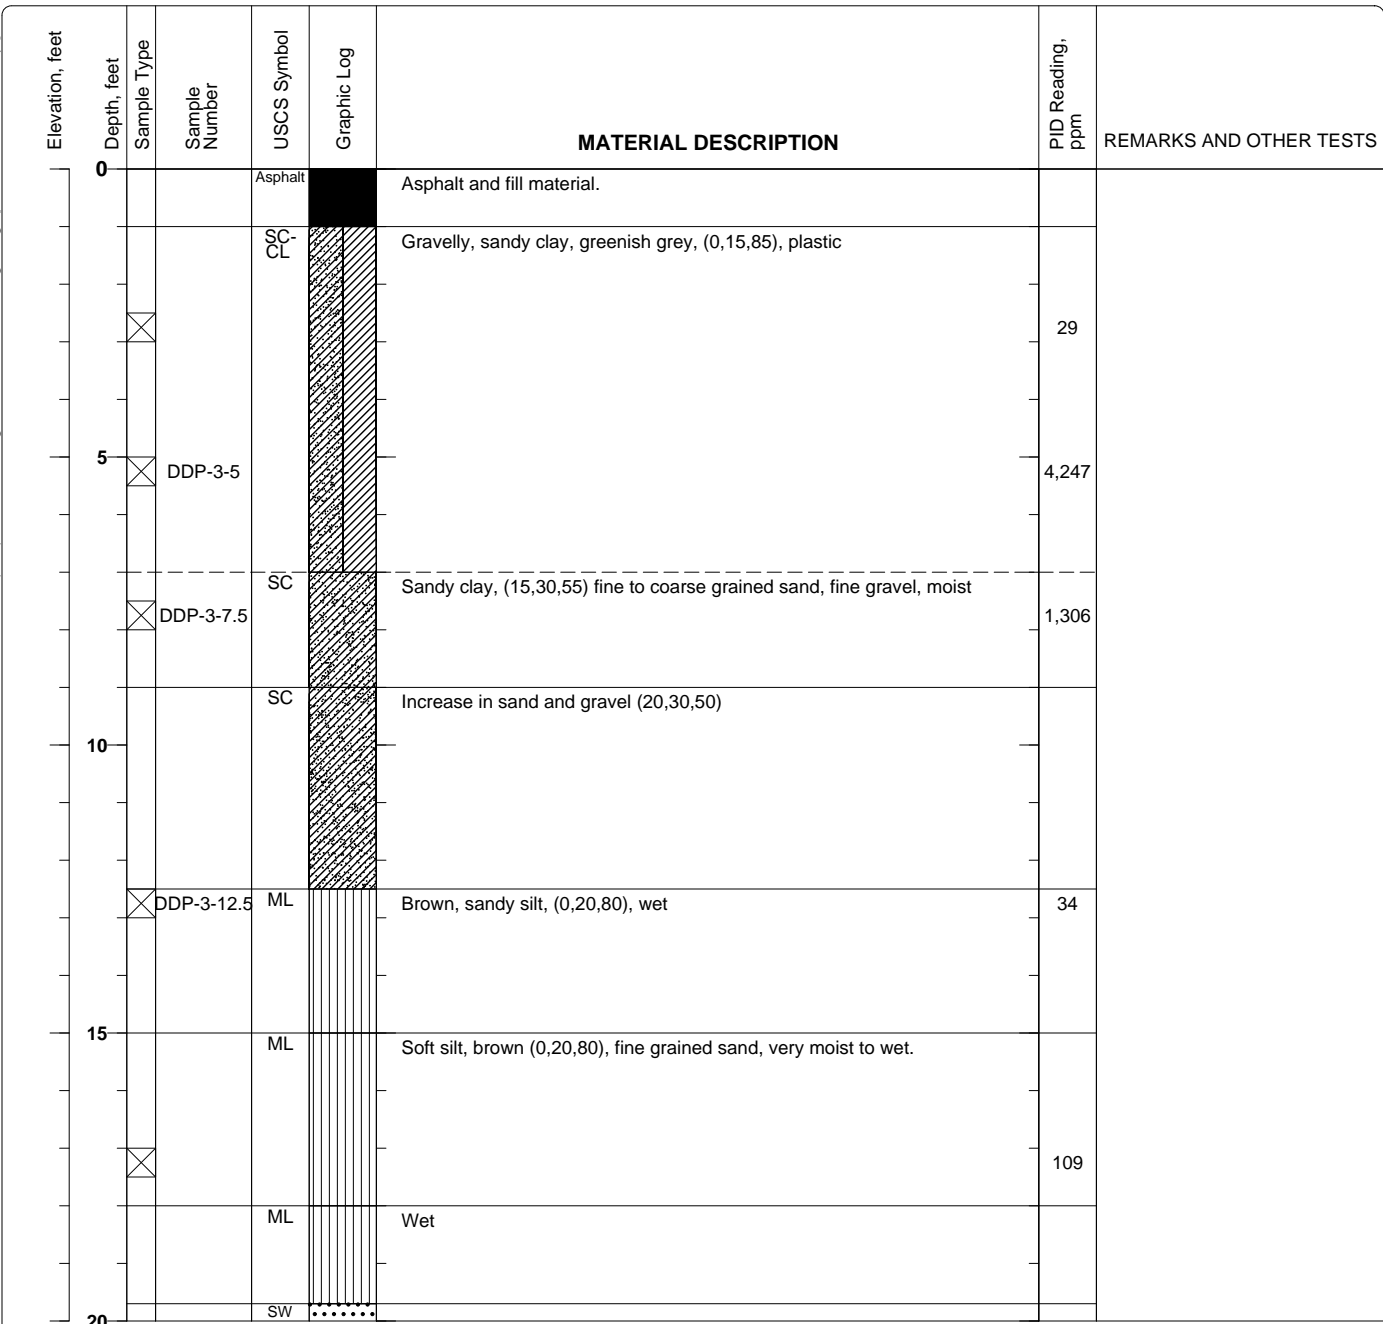 Elevation, feet
Depth, feet
Sample Type
Sample
Number
USCS Symbol
Graphic Log
MATERIAL DESCRIPTION
PID Reading,
ppm
REMARKS AND OTHER TESTS
0
Asphalt
Asphalt and fill material.
SC-
CL
Gravelly, sandy clay, greenish grey, (0,15,85), plastic
29
5
DDP-3-5
4,247
SC
Sandy clay, (15,30,55) fine to coarse grained sand, fine gravel, moist
DDP-3-7.5
1,306
SC
Increase in sand and gravel (20,30,50)
10
DDP-3-12.5
ML
Brown, sandy silt, (0,20,80), wet
34
15
ML
Soft silt, brown (0,20,80), fine grained sand, very moist to wet.
109
ML
Wet
SW
20